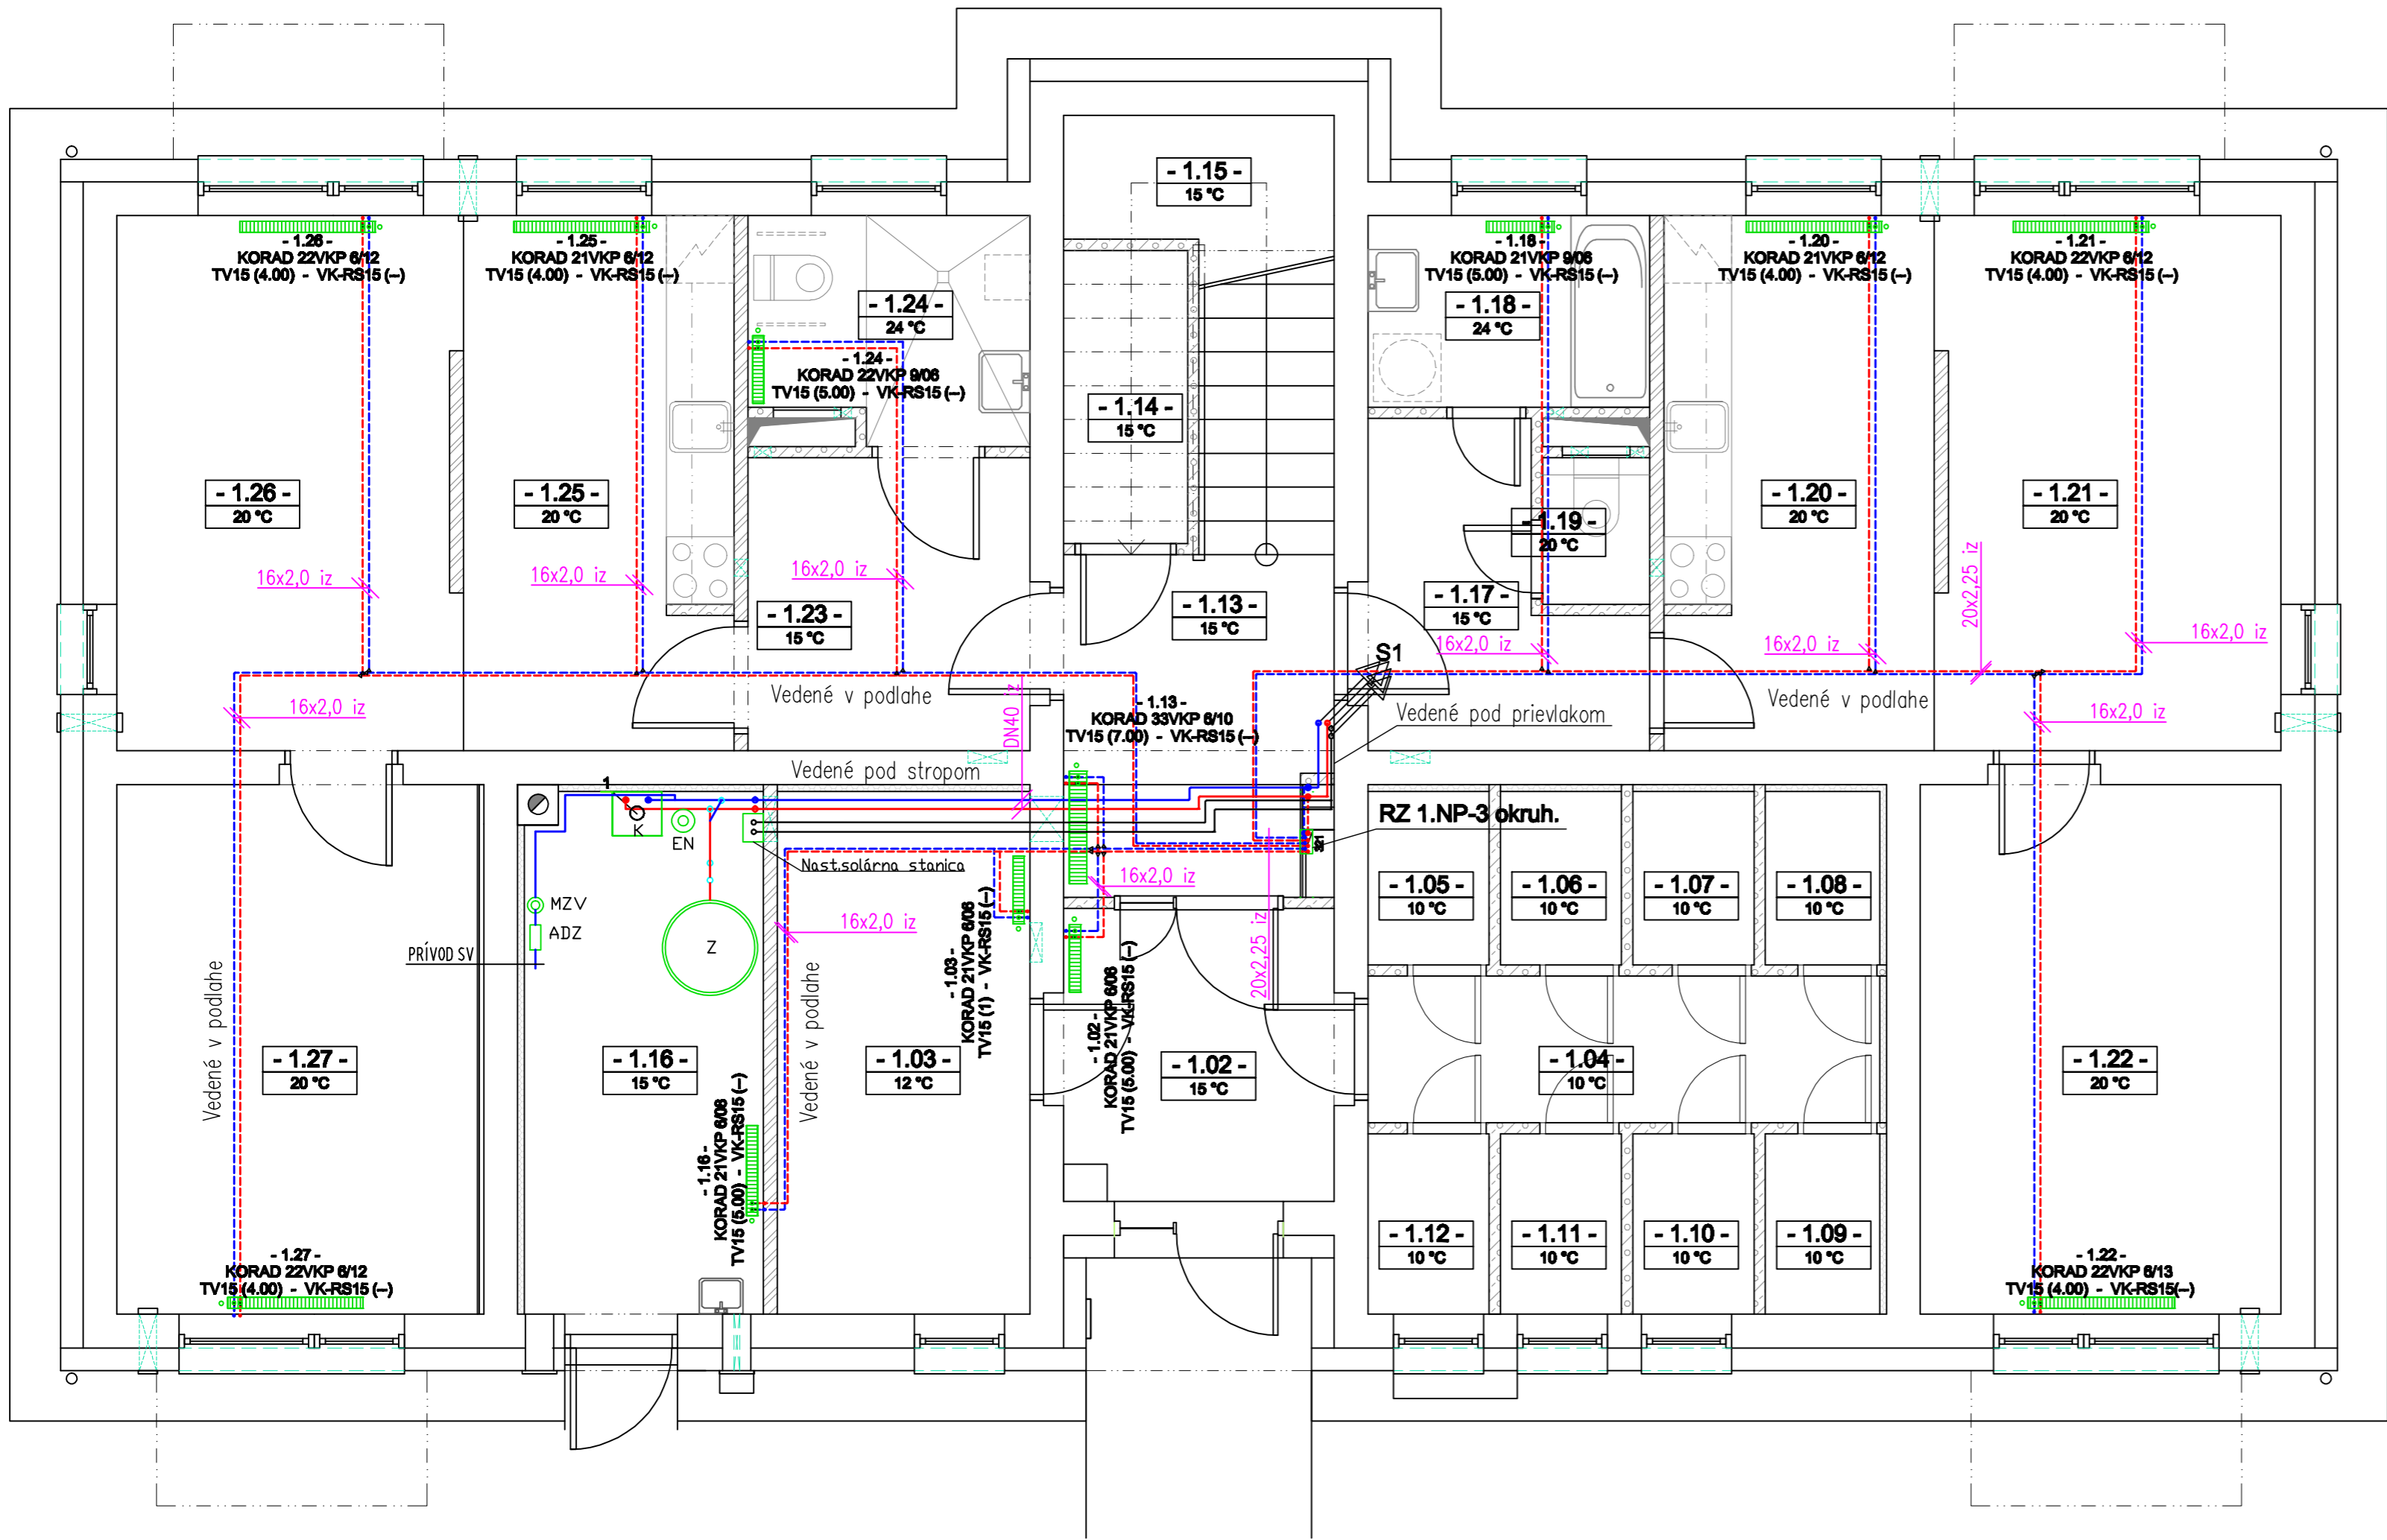 - 1.15 -
15 °C
- 1.26 -
KORAD 22VKP 6/12
TV15 (4.00) - VK-RS15 (--)
- 1.25 -
KORAD 21VKP 6/12
TV15 (4.00) - VK-RS15 (--)
- 1.18 -
KORAD 21VKP 9/06
TV15 (5.00) - VK-RS15 (--)
- 1.20 -
KORAD 21VKP 6/12
TV15 (4.00) - VK-RS15 (--)
- 1.21 -
KORAD 22VKP 6/12
TV15 (4.00) - VK-RS15 (--)
- 1.24 -
24 °C
- 1.18 -
24 °C
- 1.24 -
KORAD 22VKP 9/06
TV15 (5.00) - VK-RS15 (--)
- 1.14 -
15 °C
- 1.26 -
20 °C
- 1.25 -
20 °C
- 1.20 -
20 °C
- 1.21 -
20 °C
- 1.19 -
20 °C
16x2,0 iz
16x2,0 iz
16x2,0 iz
20x2,25 iz
- 1.23 -
15 °C
- 1.13 -
15 °C
- 1.17 -
15 °C
16x2,0 iz
16x2,0 iz
16x2,0 iz
S1
Vedené v podlahe
Vedené v podlahe
16x2,0 iz
DN40 iz
- 1.13 -
KORAD 33VKP 6/10
TV15 (7.00) - VK-RS15 (--)
Vedené pod prievlakom
16x2,0 iz
Vedené pod stropom
1
K
EN
RZ 1.NP-3 okruh.
Nast.solárna stanica
16x2,0 iz
MZV
ADZ
PRÍVOD SV
Z
16x2,0 iz
20x2,25 iz
- 1.05 -
10 °C
- 1.06 -
10 °C
- 1.07 -
10 °C
- 1.08 -
10 °C
- 1.03 -
KORAD 21VKP 6/06
TV15 (1) - VK-RS15 (--)
- 1.02 -
KORAD 21VKP 6/06
TV15 (5.00) - VK-RS15 (--)
Vedené v podlahe
Vedené v podlahe
- 1.27 -
20 °C
- 1.16 -
15 °C
- 1.03 -
12 °C
- 1.02 -
15 °C
- 1.04 -
10 °C
- 1.22 -
20 °C
- 1.16 -
KORAD 21VKP 6/08
TV15 (5.00) - VK-RS15 (--)
- 1.12 -
10 °C
- 1.11 -
10 °C
- 1.10 -
10 °C
- 1.09 -
10 °C
- 1.27 -
KORAD 22VKP 6/12
TV15 (4.00) - VK-RS15 (--)
- 1.22 -
KORAD 22VKP 6/13
TV15 (4.00) - VK-RS15(--)